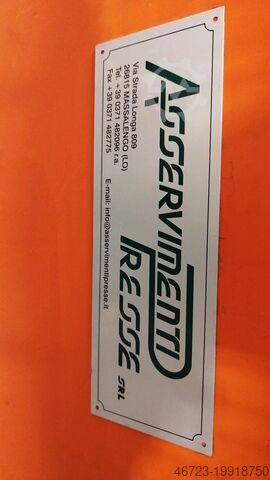 ASSERVIMENTI
PRESSE SRL
Via Strada Longa 809
26815 MASSALENGO (LO)
Tel. +39 0371 482096 r.a.
Fax +39 0371 482775
E-mail: info@asservimentipresse.it
46723-19918750